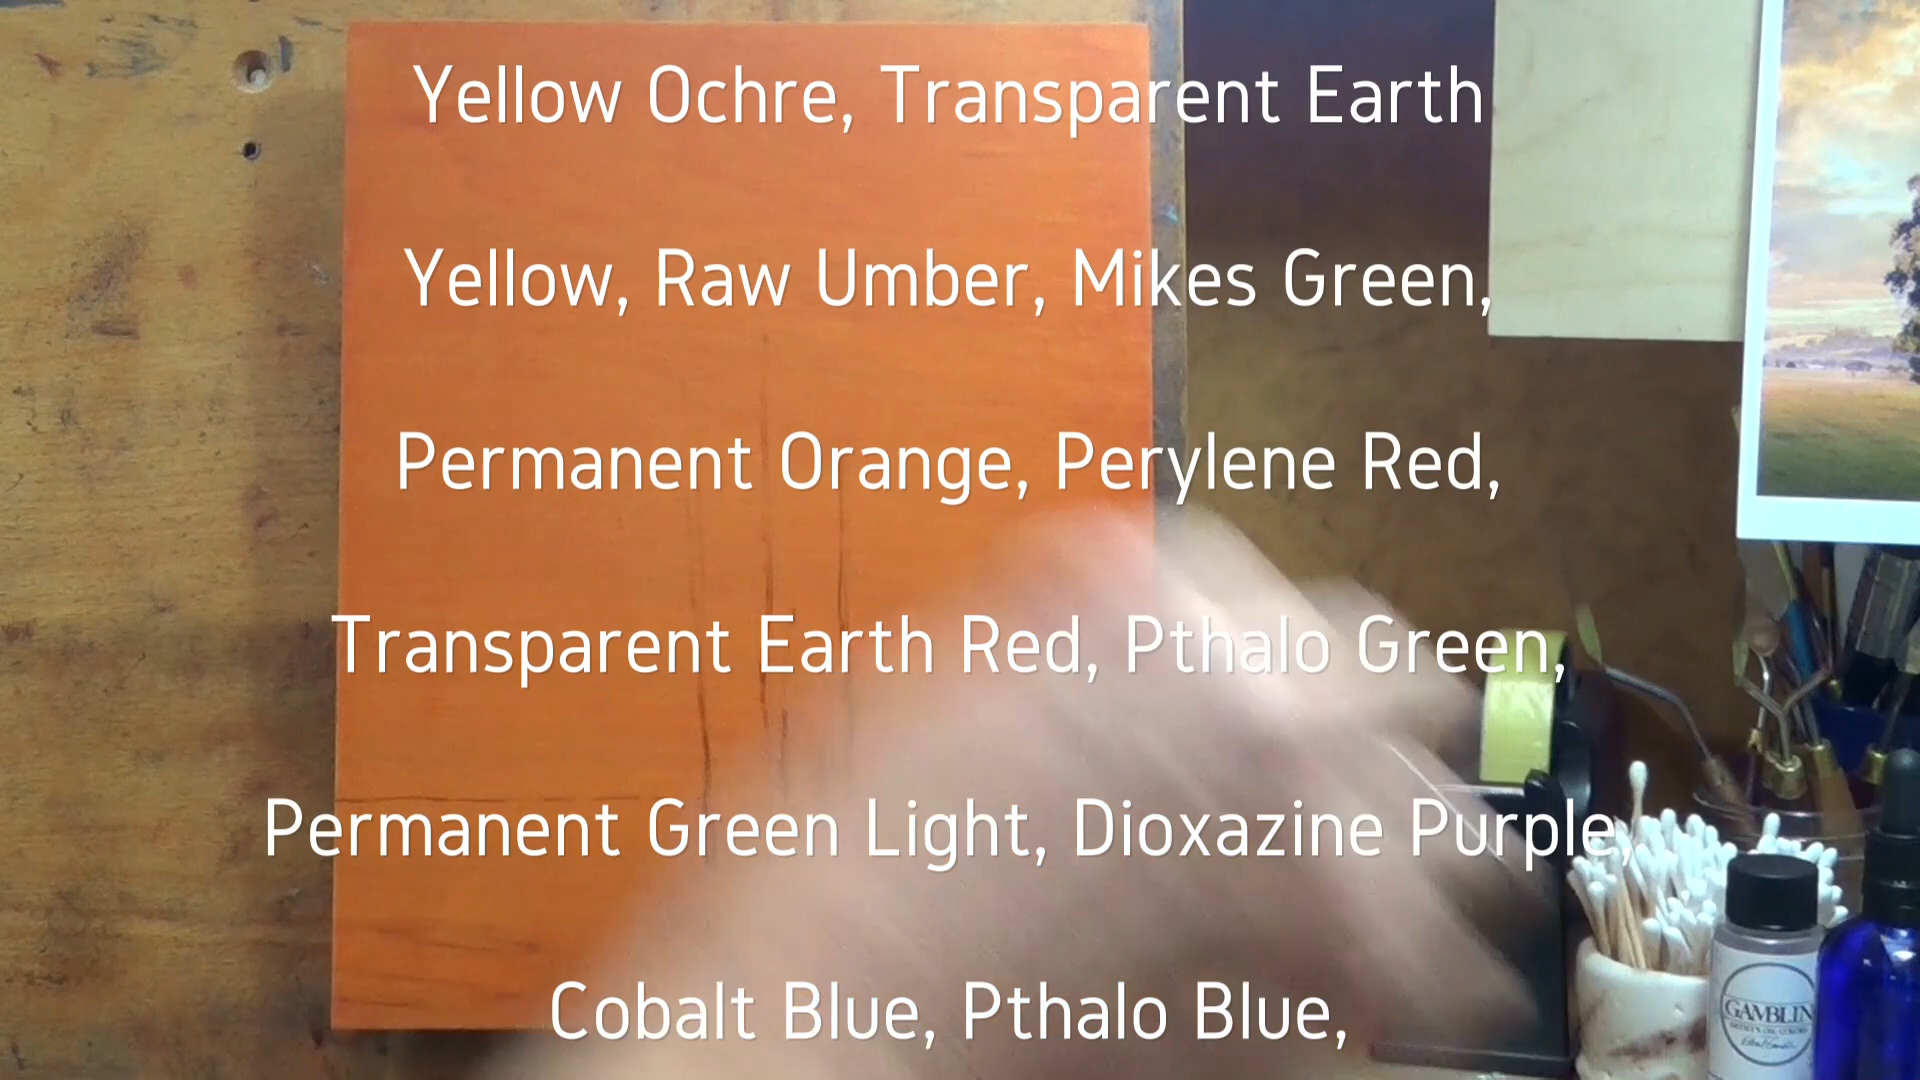 Yellow Ochre, Transparent Earth
Yellow, Raw Umber, Mikes Green,
Permanent Orange, Perylene Red,
Transparent Earth Red, Pthalo Green,
Permanent Green Light, Dioxazine Purple,
Cobalt Blue, Pthalo Blue,
GAMBLIN